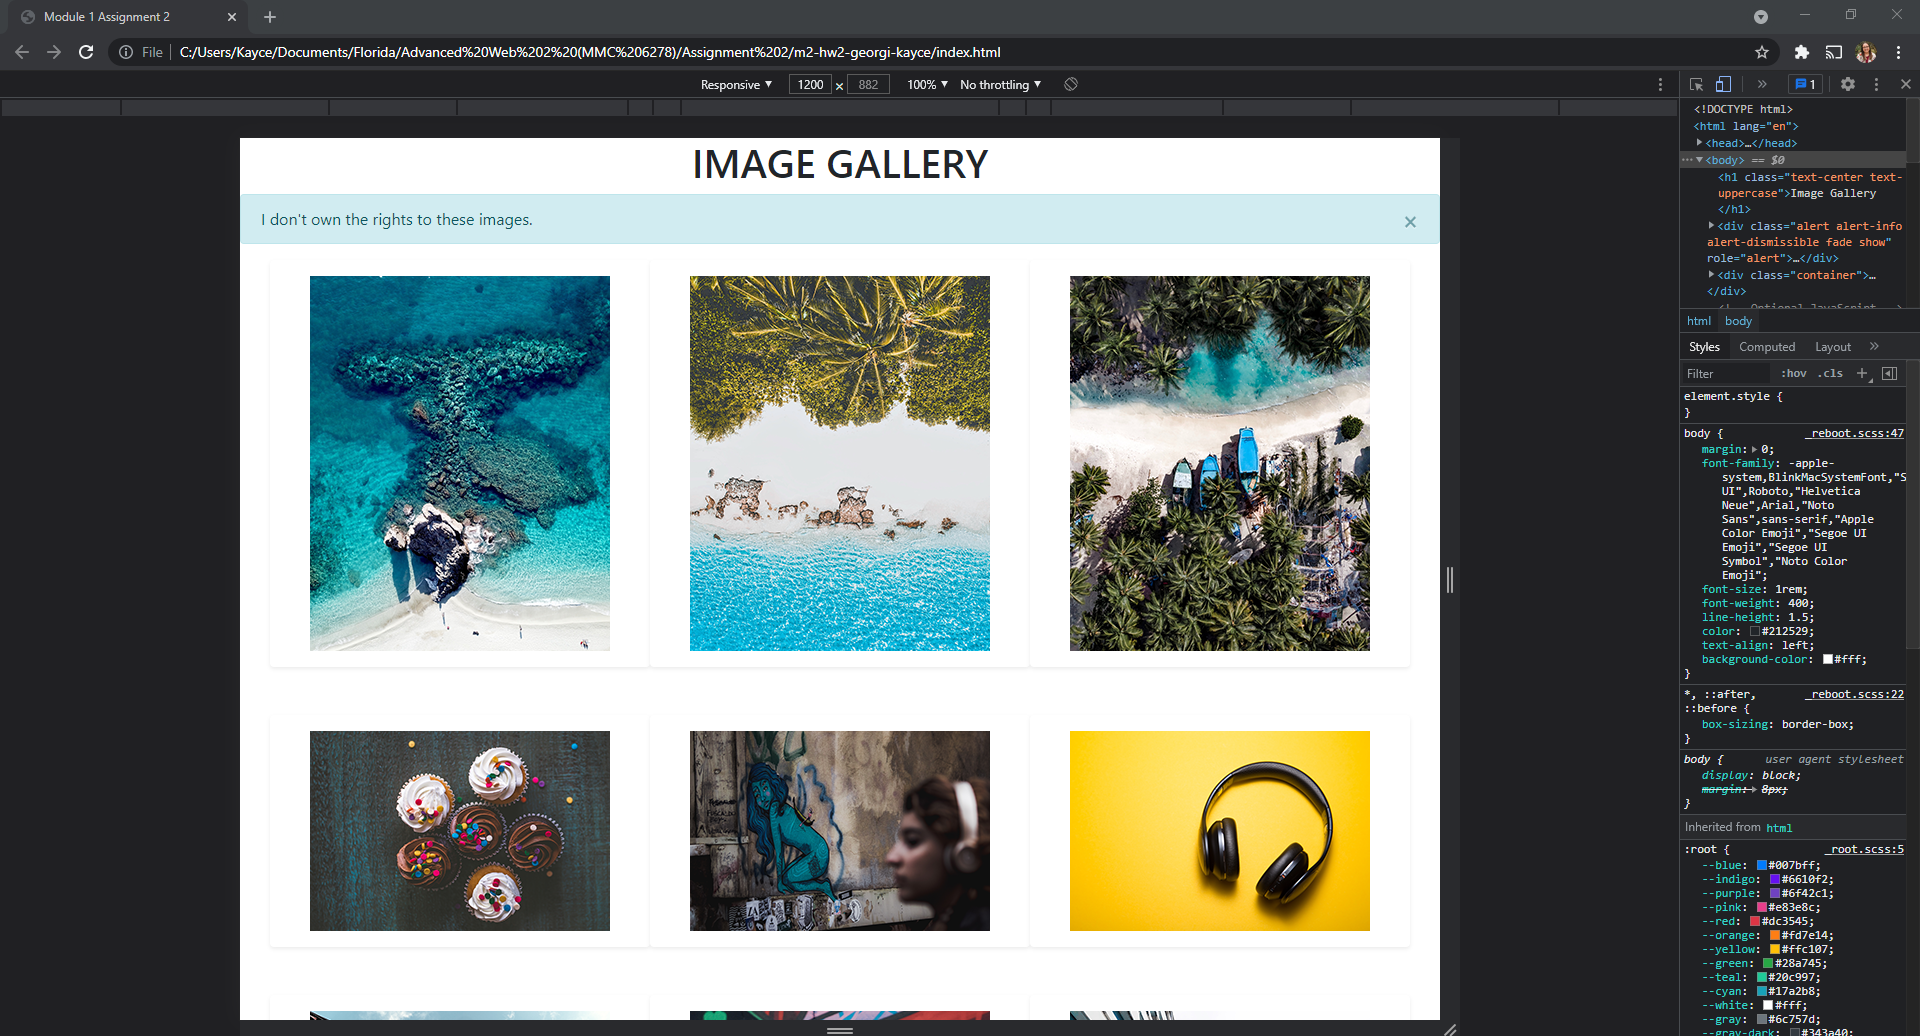 Module 1 Assignment 2
File C:/Users/Kayce/Documents/Florida/Advanced%20Web%202%20(MMC%206278)/Assignment%202/m2-hw2-georgi-kayce/index.html
Responsive 1200 × 882 100% No throttling
1
IMAGE GALLERY
I don't own the rights to these images. ×
<!DOCTYPE html>
<html lang="en">
<head>…</head>
<body> == $0
<h1 class="text-center text-
uppercase">Image Gallery
</h1>
<div class="alert alert-info
alert-dismissible fade show"
role="alert">…</div>
<div class="container">…
</div>
<!-- Optional JavaScript
html body
Styles Computed Layout »
Filter :hov .cls +
element.style {
}
body { _reboot.scss:47
margin: 0;
font-family: -apple-
system,BlinkMacSystemFont,"S
UI",Roboto,"Helvetica
Neue",Arial,"Noto
Sans",sans-serif,"Apple
Color Emoji","Segoe UI
Emoji","Segoe UI
Symbol","Noto Color
Emoji";
font-size: 1rem;
font-weight: 400;
line-height: 1.5;
color: #212529;
text-align: left;
background-color: #fff;
}
*, ::after, _reboot.scss:22
::before {
box-sizing: border-box;
}
body { user agent stylesheet
display: block;
margin: 8px;
}
Inherited from html
:root { _root.scss:5
--blue: #007bff;
--indigo: #6610f2;
--purple: #6f42c1;
--pink: #e83e8c;
--red: #dc3545;
--orange: #fd7e14;
--yellow: #ffc107;
--green: #28a745;
--teal: #20c997;
--cyan: #17a2b8;
--white: #fff;
--gray: #6c757d;
--gray-dark: #343a40;